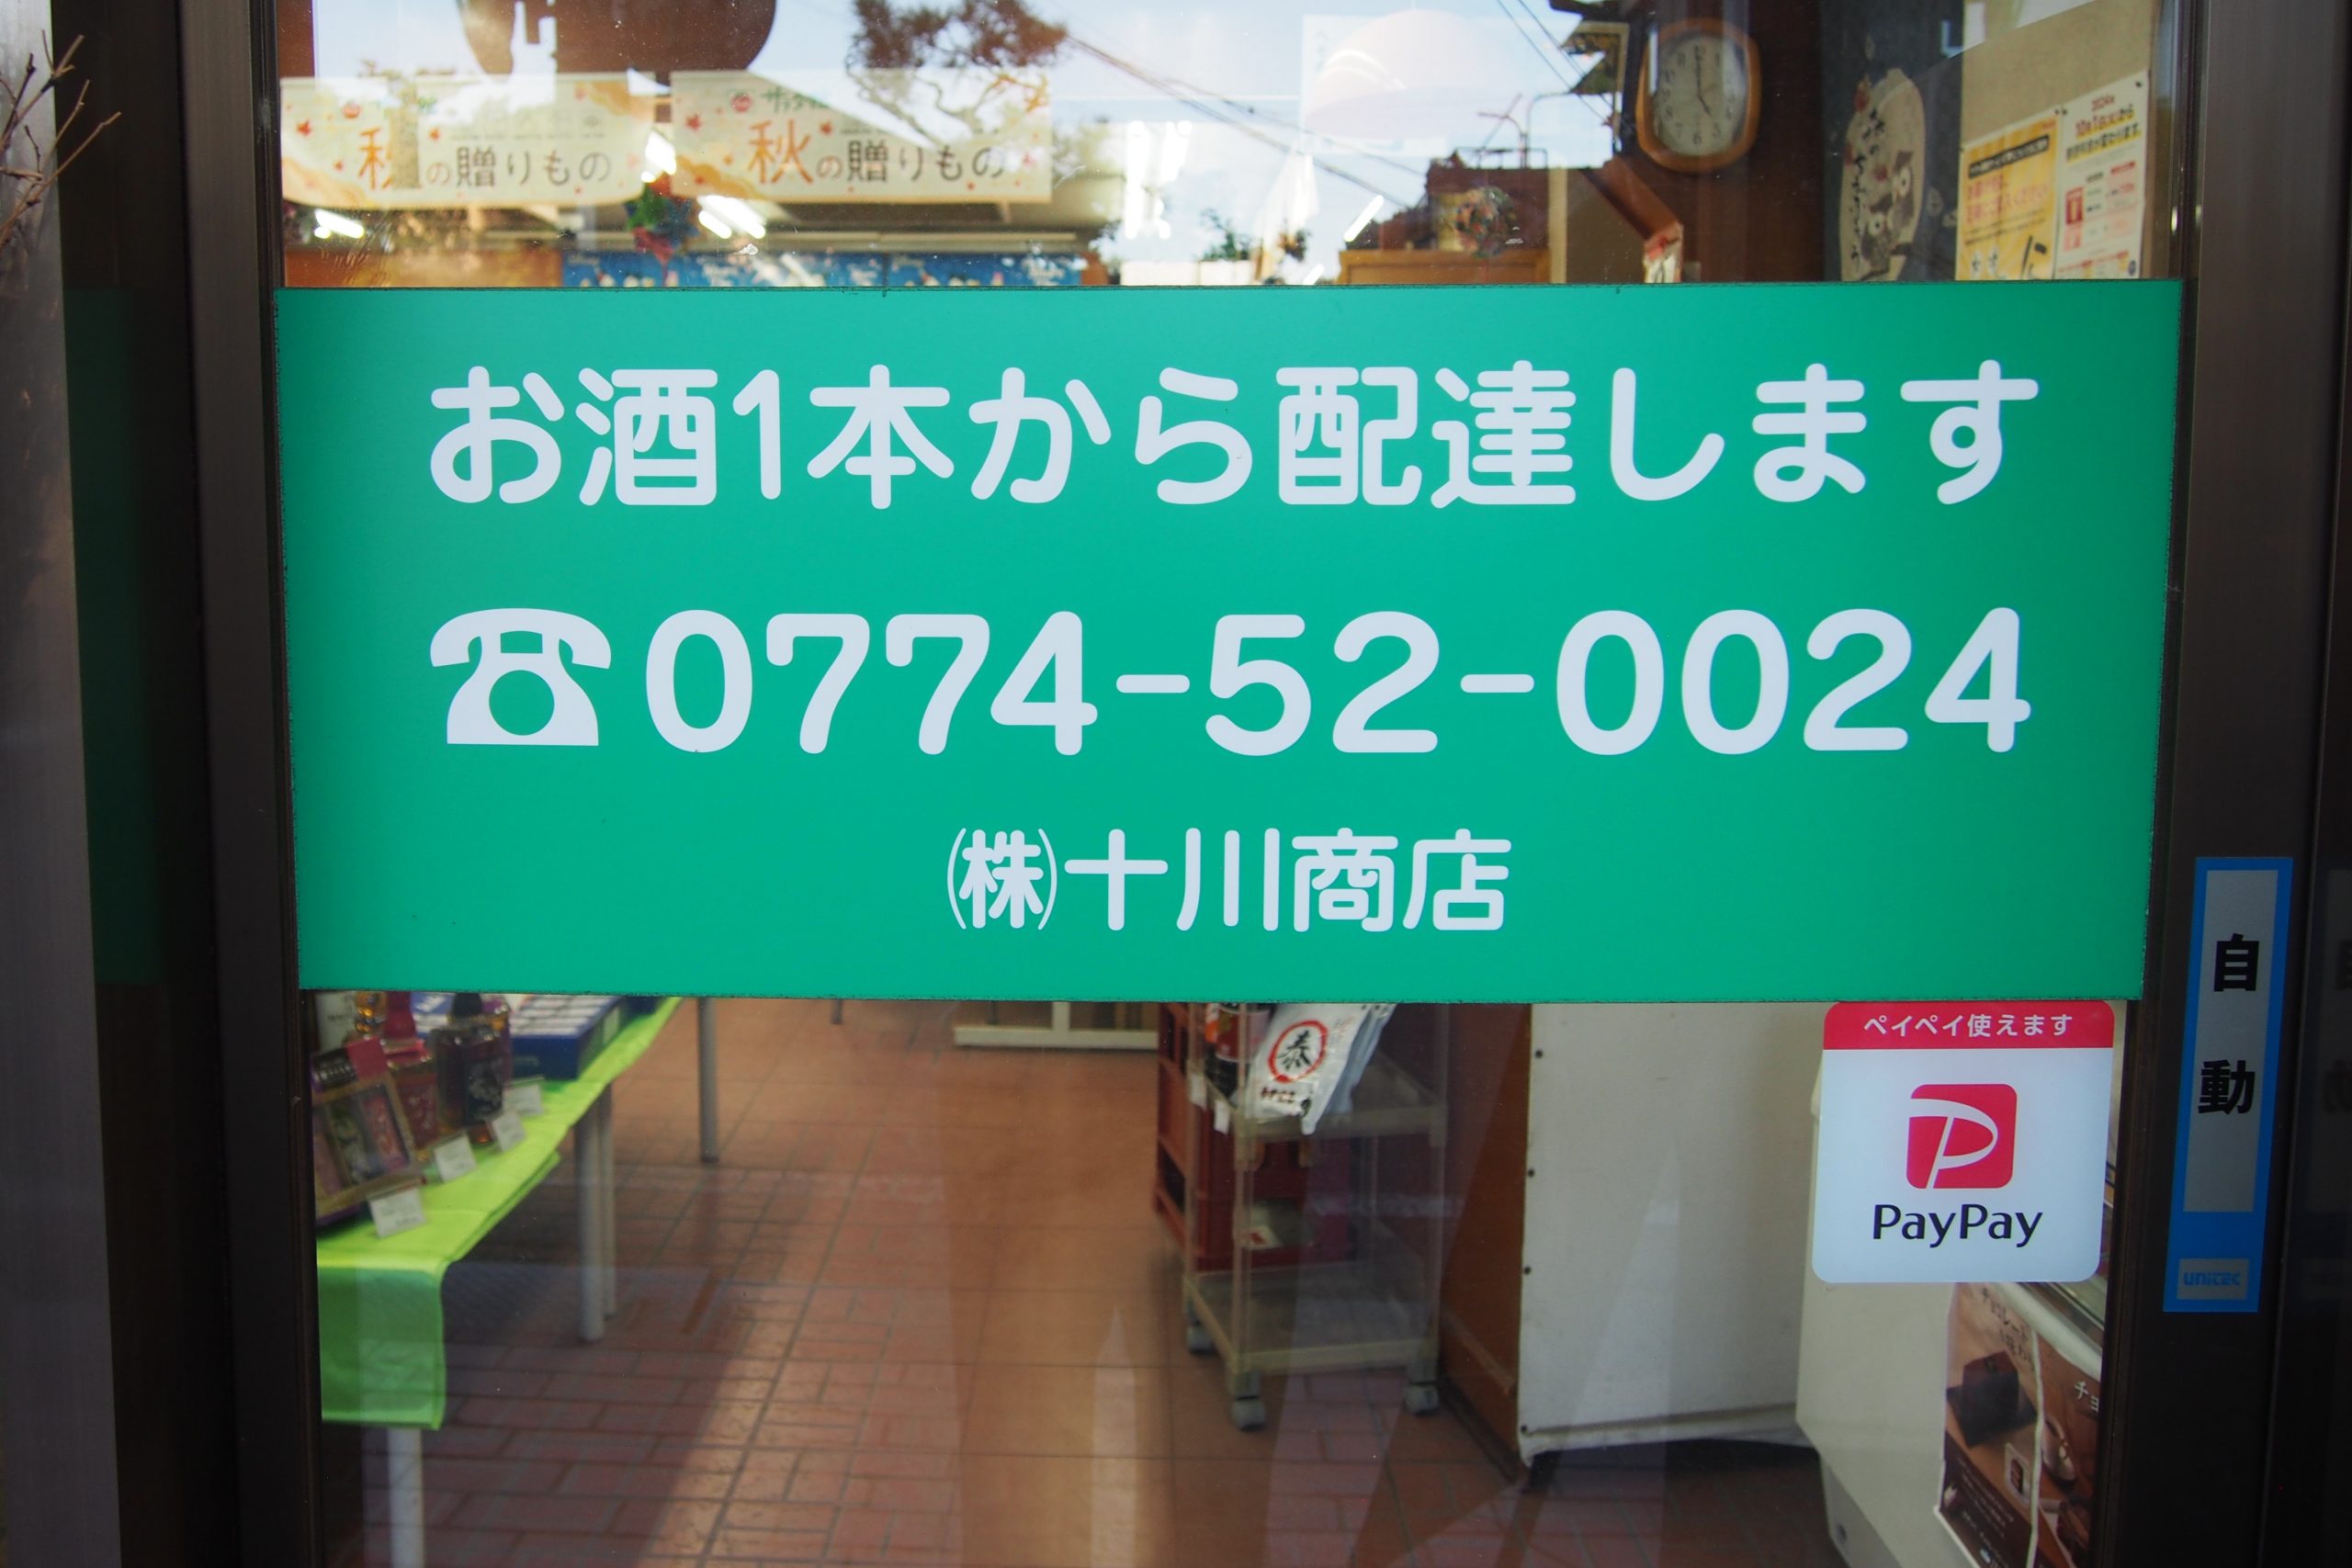 秋の贈りもの
秋の贈りもの
お酒1本から配達します
☎0774-52-0024
㈱十川商店
ペイペイ使えます
PayPay
自動
unitec
泰